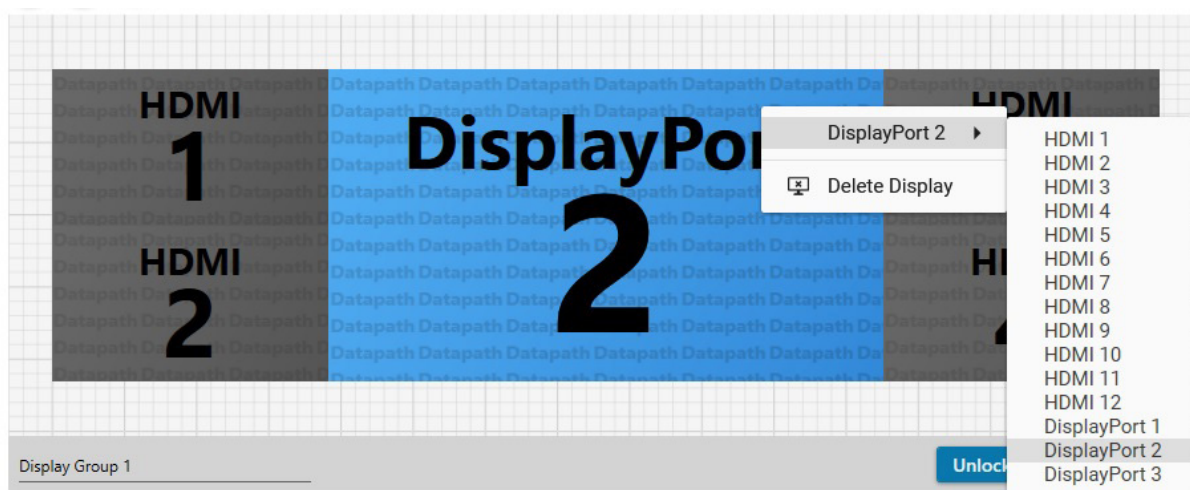 HDMI
1
HDMI
2
DisplayPor
2
HDMI
DisplayPort 2
Delete Display
HDMI 1
HDMI 2
HDMI 3
HDMI 4
HDMI 5
HDMI 6
HDMI 7
HDMI 8
HDMI 9
HDMI 10
HDMI 11
HDMI 12
DisplayPort 1
DisplayPort 2
DisplayPort 3
Display Group 1
Unlock